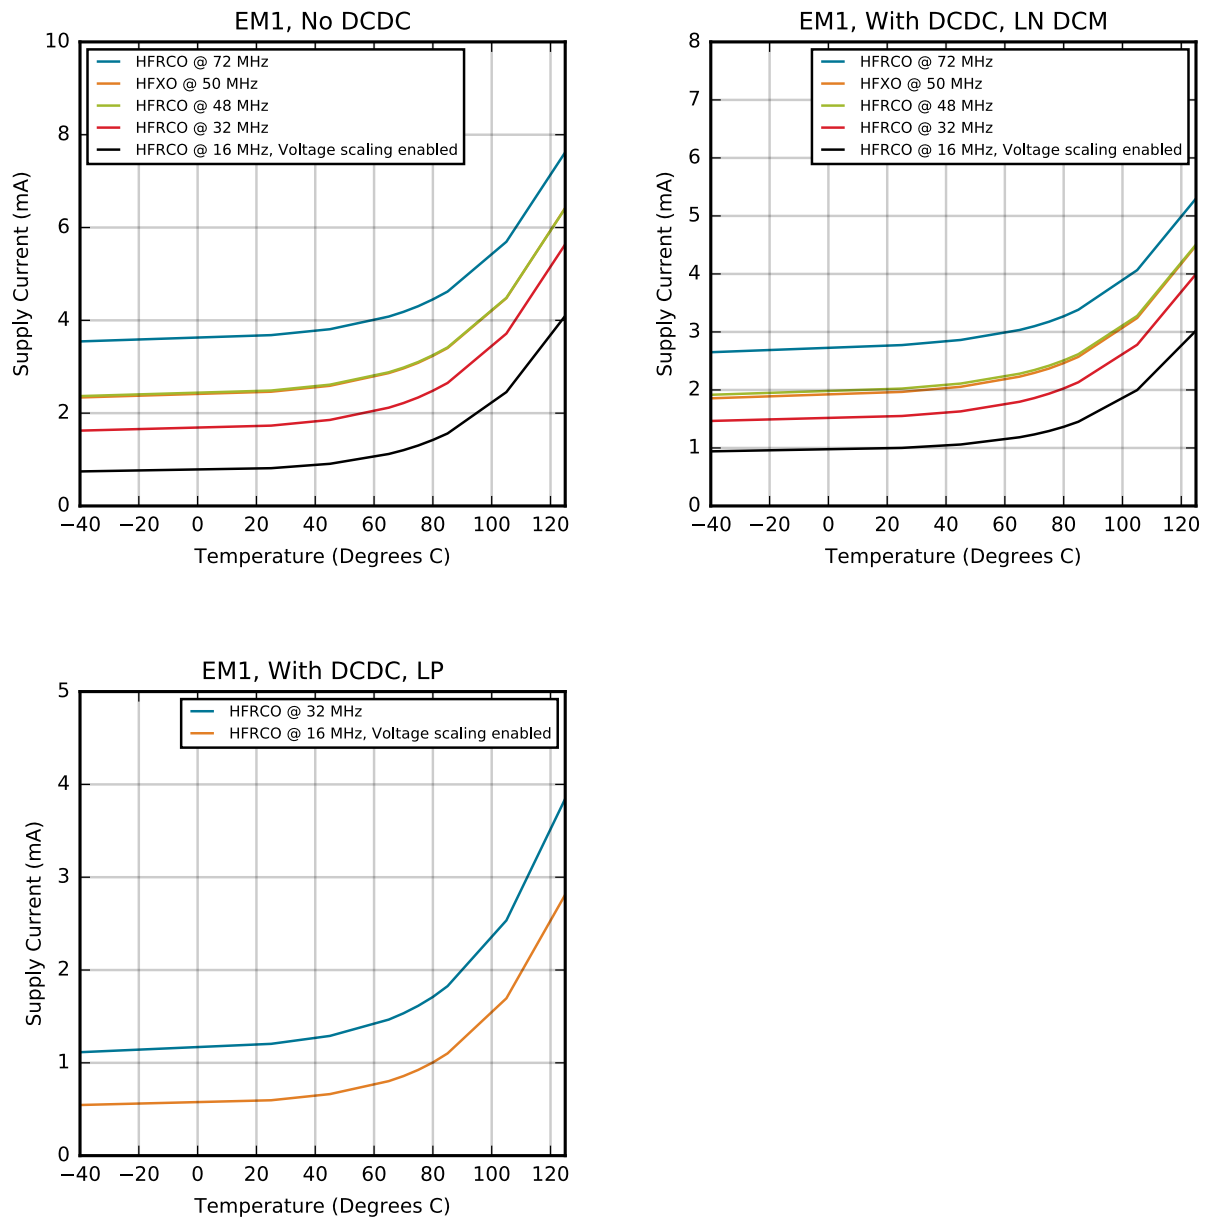 EM1, No DCDC
10
8
6
4
2
0
Supply Current (mA)
HFRCO @ 72 MHz
HFXO @ 50 MHz
HFRCO @ 48 MHz
HFRCO @ 32 MHz
HFRCO @ 16 MHz, Voltage scaling enabled
−40 −20 0 20 40 60 80 100 120
Temperature (Degrees C)
EM1, With DCDC, LN DCM
8
7
6
5
4
3
2
1
0
Supply Current (mA)
HFRCO @ 72 MHz
HFXO @ 50 MHz
HFRCO @ 48 MHz
HFRCO @ 32 MHz
HFRCO @ 16 MHz, Voltage scaling enabled
−40 −20 0 20 40 60 80 100 120
Temperature (Degrees C)
EM1, With DCDC, LP
5
4
3
2
1
0
Supply Current (mA)
HFRCO @ 32 MHz
HFRCO @ 16 MHz, Voltage scaling enabled
−40 −20 0 20 40 60 80 100 120
Temperature (Degrees C)